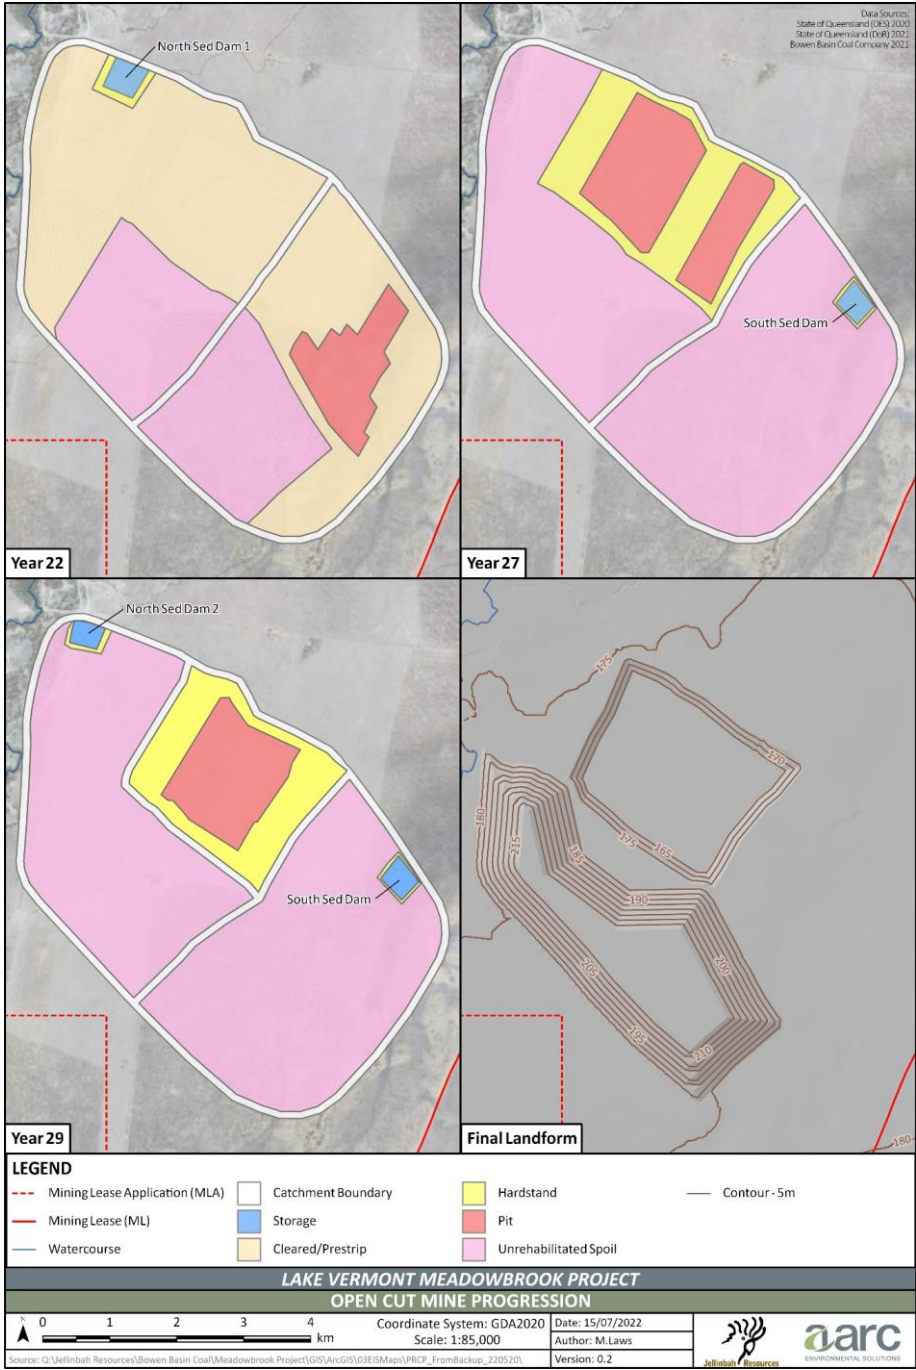 Data Sources:
State of Queensland (DES) 2020
State of Queensland (DoR) 2021
Bowen Basin Coal Company 2021
North Sed Dam 1
Year 22
South Sed Dam
Year 27
North Sed Dam 2
South Sed Dam
Year 29
175
170
180
215
185
175
165
190
205
200
195
210
180
Final Landform
LEGEND
Mining Lease Application (MLA)
Catchment Boundary
Hardstand
Contour - 5m
Mining Lease (ML)
Storage
Pit
Watercourse
Cleared/Prestrip
Unrehabilitated Spoil
LAKE VERMONT MEADOWBROOK PROJECT
OPEN CUT MINE PROGRESSION
N
0 1 2 3 4
km
Coordinate System: GDA2020
Scale: 1:85,000
Date: 15/07/2022
Author: M.Laws
Version: 0.2
Source: Q:\Jellinbah Resources\Bowen Basin Coal\Meadowbrook Project\GIS\ArcGIS\03EISMaps\PRCP_FromBackup_220520\
Jellinbah Resources
aarc
ENVIRONMENTAL SOLUTIONS